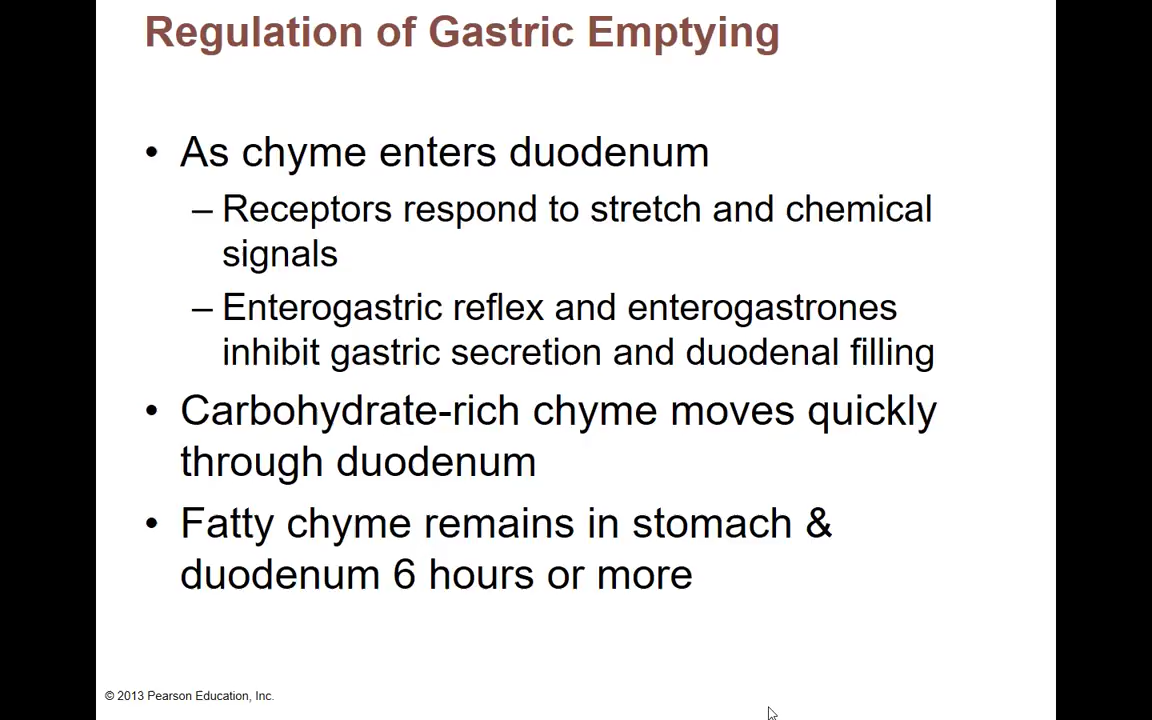 Regulation of Gastric Emptying
• As chyme enters duodenum
– Receptors respond to stretch and chemical
signals
– Enterogastric reflex and enterogastrones
inhibit gastric secretion and duodenal filling
• Carbohydrate-rich chyme moves quickly
through duodenum
• Fatty chyme remains in stomach &
duodenum 6 hours or more
© 2013 Pearson Education, Inc.